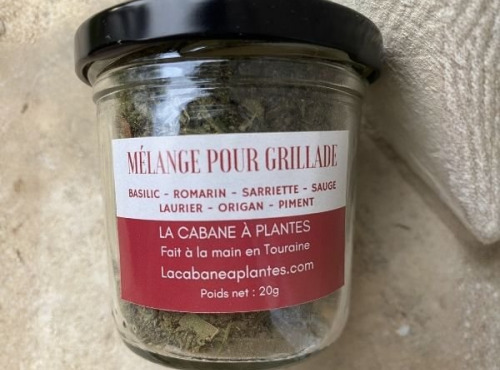 MÉLANGE POUR GRILLADE
BASILIC - ROMARIN - SARRIETTE - SAUGE
LAURIER - ORIGAN - PIMENT
LA CABANE À PLANTES
Fait à la main en Touraine
Lacabaneaplantes.com
Poids net : 20g